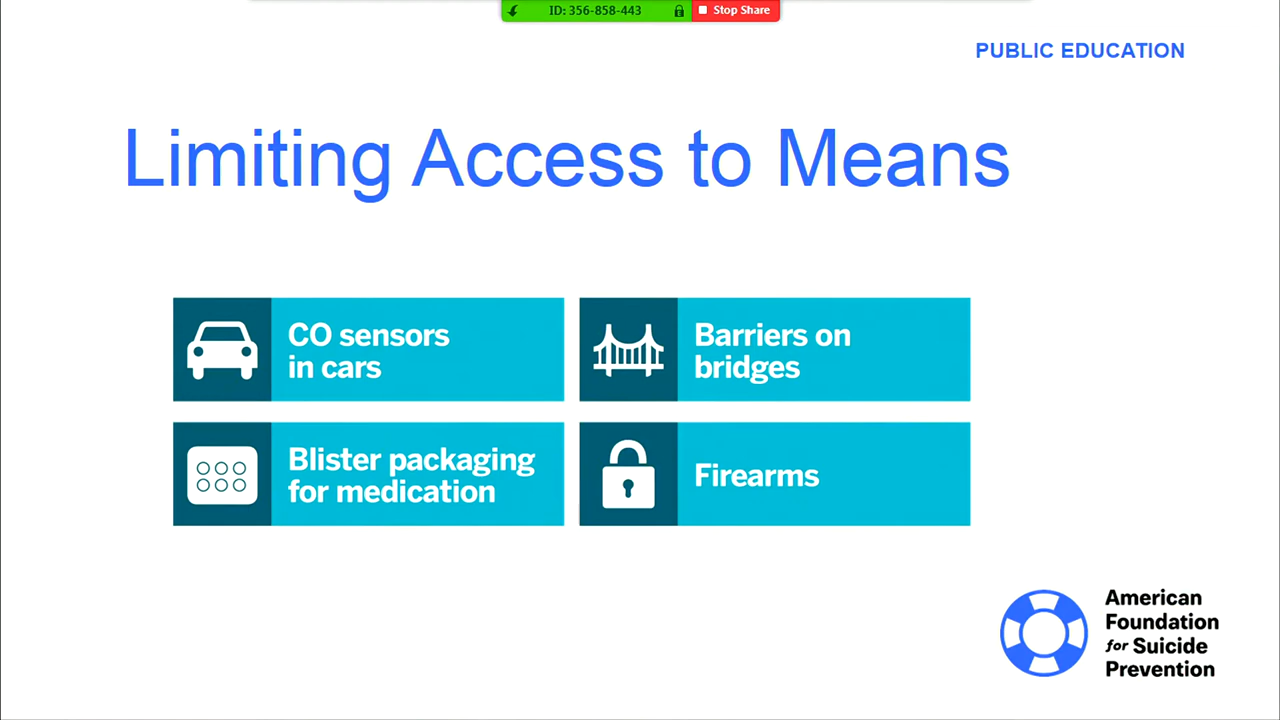 ID: 356-858-443
Stop Share
PUBLIC EDUCATION
Limiting Access to Means
CO sensors
in cars
Barriers on
bridges
Blister packaging
for medication
Firearms
American
Foundation
for Suicide
Prevention